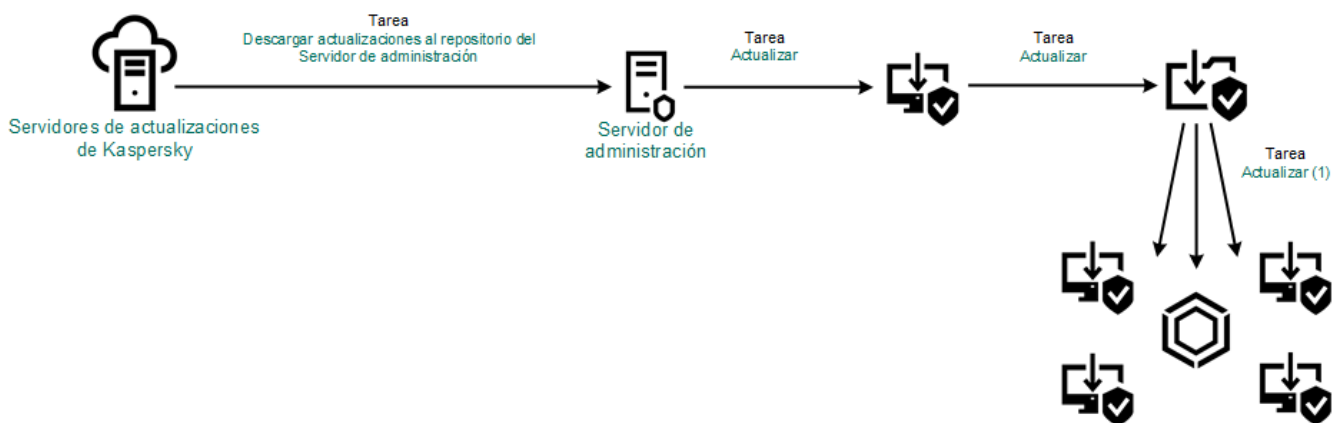 Tarea
Descargar actualizaciones al repositorio del
Servidor de administración
Tarea
Actualizar
Tarea
Actualizar
Servidores de actualizaciones
de Kaspersky
Servidor de
administración
Tarea
Actualizar (1)